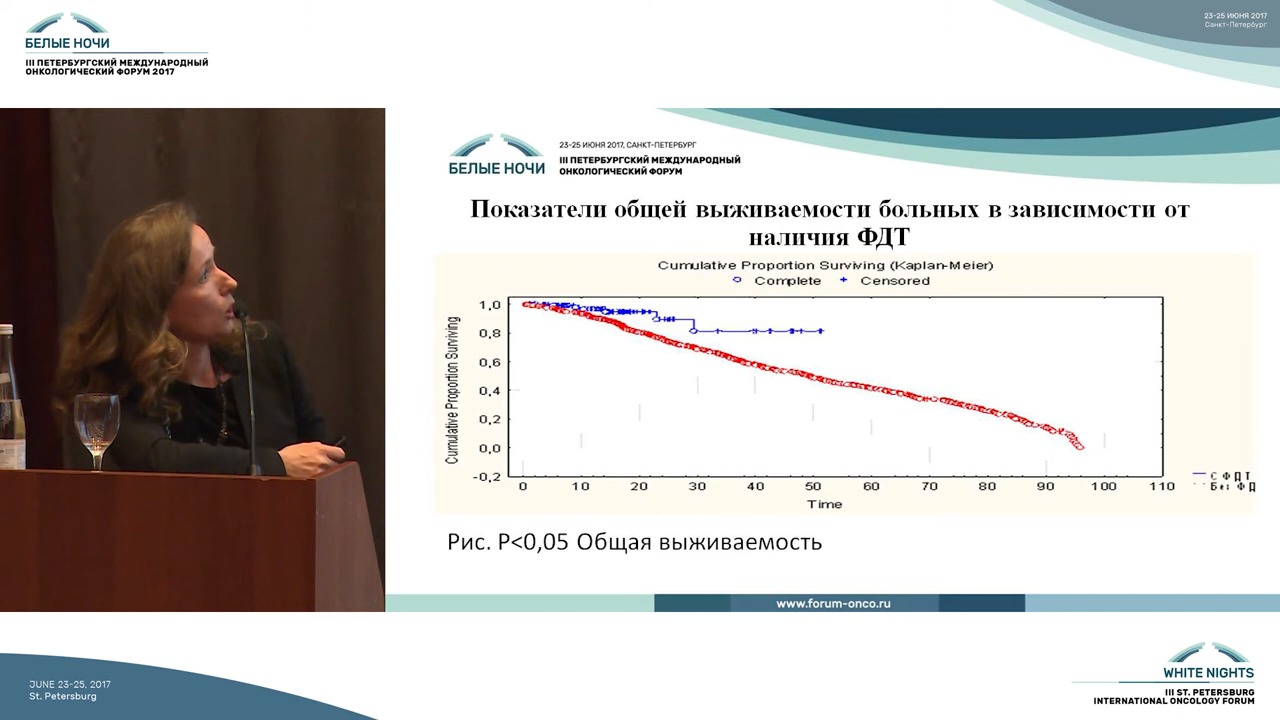 БЕЛЫЕ НОЧИ
III ПЕТЕРБУРГСКИЙ МЕЖДУНАРОДНЫЙ
ОНКОЛОГИЧЕСКИЙ ФОРУМ 2017
23-25 ИЮНЯ 2017
Санкт-Петербург
БЕЛЫЕ НОЧИ
23-25 ИЮНЯ 2017, САНКТ-ПЕТЕРБУРГ
III ПЕТЕРБУРГСКИЙ МЕЖДУНАРОДНЫЙ
ОНКОЛОГИЧЕСКИЙ ФОРУМ
Показатели общей выживаемости больных в зависимости от
наличия ФДТ
Cumulative Proportion Surviving (Kaplan-Meier)
Complete Censored
Cumulative Proportion Surviving
1,0
0,8
0,6
0,4
0,2
0,0
-0,2
0 10 20 30 40 50 60 70 80 90 100 110
Time
С ФДТ
Рис. P<0,05 Общая выживаемость
www.forum-onco.ru
JUNE 23-25, 2017
St. Petersburg
WHITE NIGHTS
III ST. PETERSBURG
INTERNATIONAL ONCOLOGY FORUM